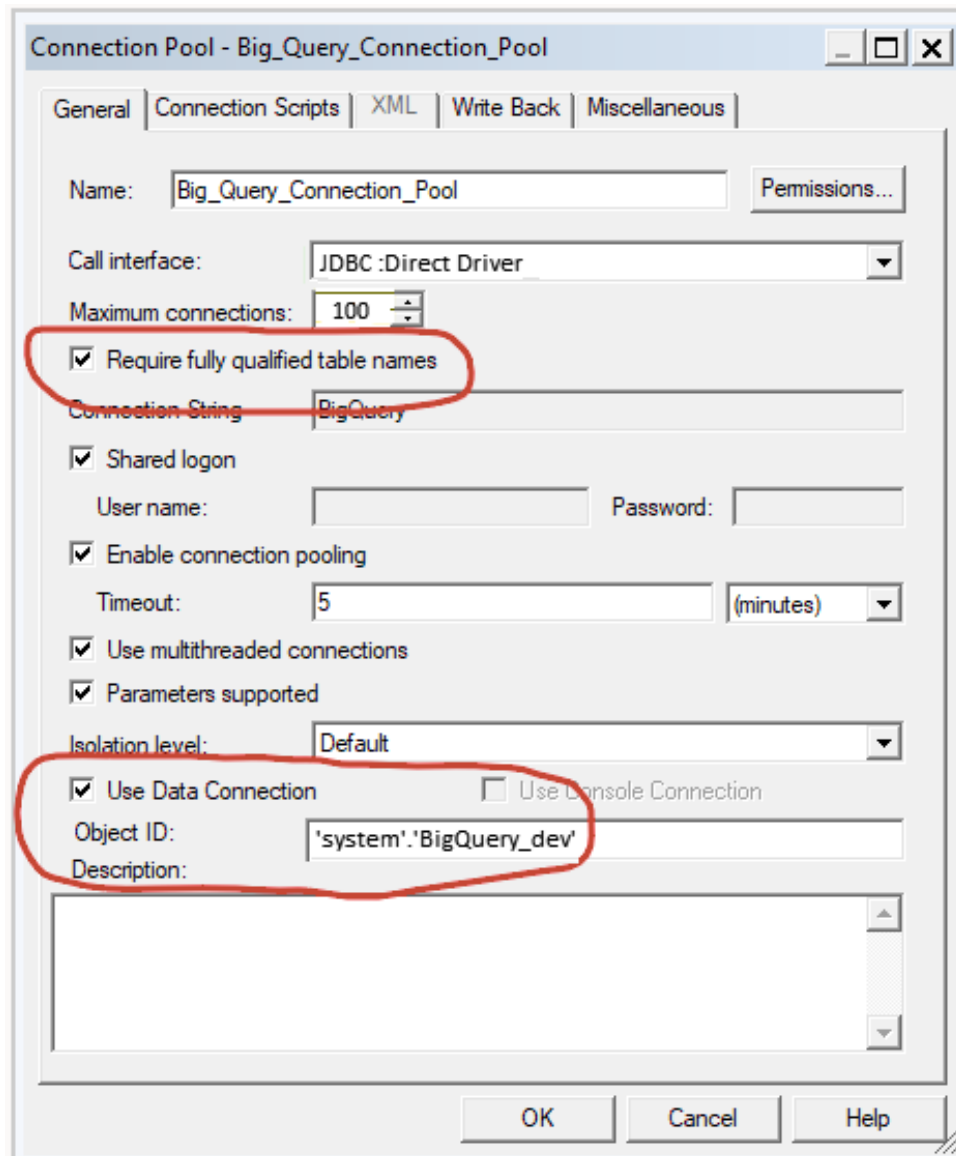 Connection Pool - Big_Query_Connection_Pool
General Connection Scripts XML Write Back Miscellaneous
Name: Big_Query_Connection_Pool Permissions...
Call interface: JDBC :Direct Driver
Maximum connections: 100
Require fully qualified table names
Connection String BigQuery
Shared logon
User name: Password:
Enable connection pooling
Timeout: 5 (minutes)
Use multithreaded connections
Parameters supported
Isolation level: Default
Use Data Connection Use Console Connection
Object ID: 'system'.'BigQuery_dev'
Description:
OK Cancel Help